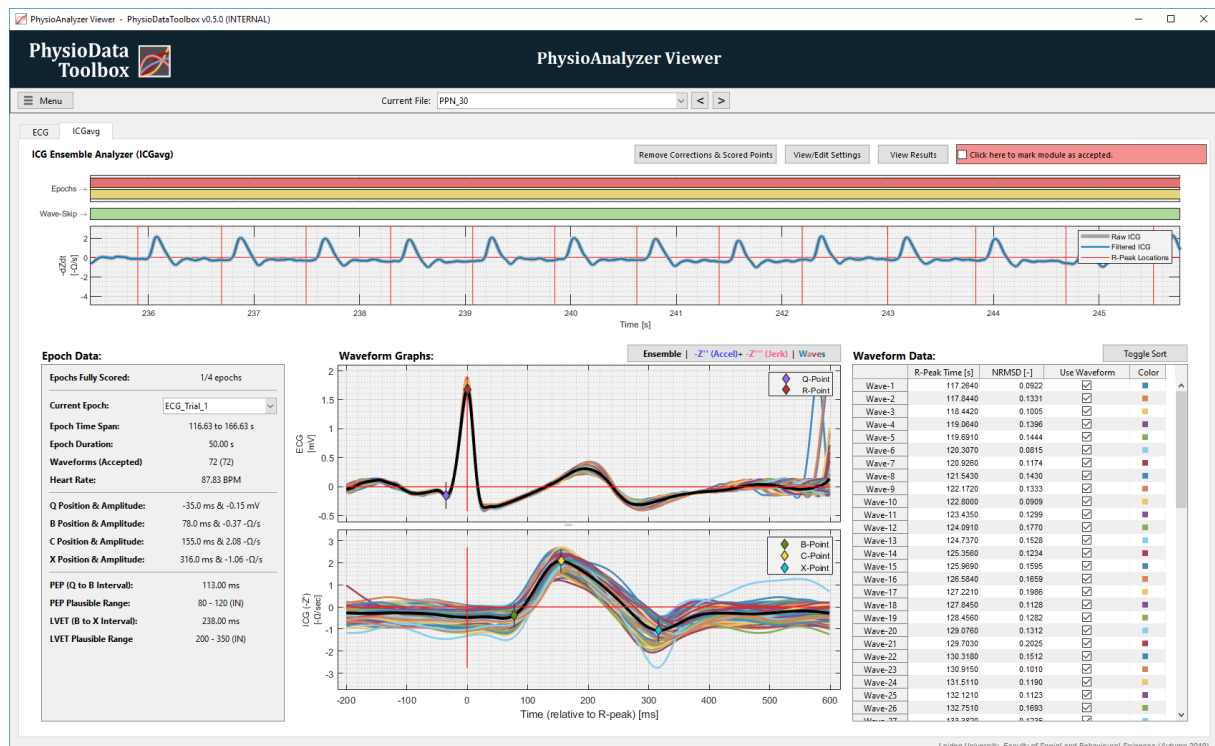 PhysioAnalyzer Viewer - PhysioDataToolbox v0.5.0 (INTERNAL)
PhysioData
Toolbox
PhysioAnalyzer Viewer
Menu
Current File: PPN_30
< >
ECG ICGavg
ICG Ensemble Analyzer (ICGavg)
Remove Corrections & Scored Points View/Edit Settings View Results Click here to mark module as accepted.
Epochs →
Wave-Skip →
-dZdt
[-Ω/s]
2
0
-2
-4
Raw ICG
Filtered ICG
R-Peak Locations
236 237 238 239 240 241 242 243 244 245
Time [s]
Epoch Data:
Epochs Fully Scored: 1/4 epochs
Current Epoch: ECG_Trial_1
Epoch Time Span: 116.63 to 166.63 s
Epoch Duration: 50.00 s
Waveforms (Accepted) 72 (72)
Heart Rate: 87.83 BPM
Q Position & Amplitude: -35.0 ms & -0.15 mV
B Position & Amplitude: 78.0 ms & -0.37 -Ω/s
C Position & Amplitude: 155.0 ms & 2.08 -Ω/s
X Position & Amplitude: 316.0 ms & -1.06 -Ω/s
PEP (Q to B Interval): 113.00 ms
PEP Plausible Range: 80 - 120 (IN)
LVET (B to X Interval): 238.00 ms
LVET Plausible Range 200 - 350 (IN)
Waveform Graphs:
Ensemble | -Z'' (Accel)+ -Z''' (Jerk) | Waves
ECG
[mV]
2
1.5
1
0.5
0
-0.5
Q-Point
R-Point
ICG (-Z')
[-Ω/sec]
3
2
1
0
-1
-2
-3
B-Point
C-Point
X-Point
-200 -100 0 100 200 300 400 500 600
Time (relative to R-peak) [ms]
Waveform Data:
Toggle Sort
R-Peak Time [s] NRMSD [-] Use Waveform Color
Wave-1 117.2640 0.0922
Wave-2 117.8440 0.1331
Wave-3 118.4420 0.1005
Wave-4 119.0640 0.1396
Wave-5 119.6910 0.1444
Wave-6 120.3070 0.0815
Wave-7 120.9260 0.1174
Wave-8 121.5430 0.1430
Wave-9 122.1720 0.1333
Wave-10 122.8000 0.0909
Wave-11 123.4350 0.1299
Wave-12 124.0910 0.1770
Wave-13 124.7370 0.1528
Wave-14 125.3560 0.1234
Wave-15 125.9690 0.1595
Wave-16 126.5840 0.1659
Wave-17 127.2210 0.1986
Wave-18 127.8450 0.1128
Wave-19 128.4560 0.1282
Wave-20 129.0760 0.1312
Wave-21 129.7030 0.2025
Wave-22 130.3180 0.1512
Wave-23 130.9150 0.1010
Wave-24 131.5110 0.1190
Wave-25 132.1210 0.1123
Wave-26 132.7510 0.1693
Wave-27 133.3820 0.1236